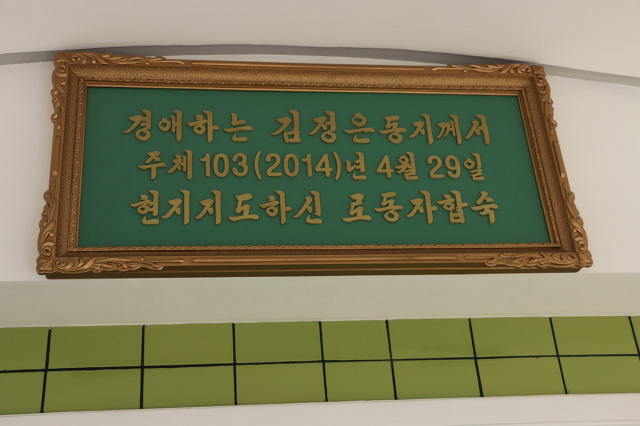 경애하는 김정은동지께서
주체103(2014)년 4월 29일
현지지도하신 로동자합숙